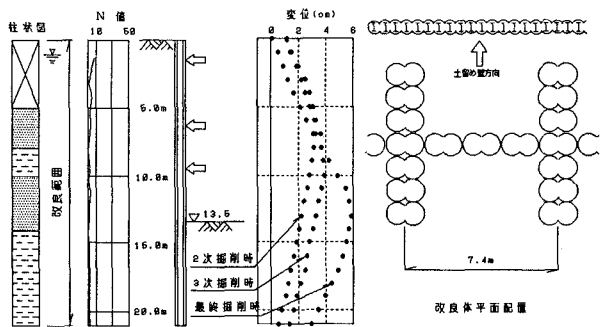 柱状図
N 値
10 50
変位(cm)
0 2 4 6
土留め壁方向
5.0m
10.0m
13.5
15.0m
20.0m
改良範囲
2次掘削時
3次掘削時
最終掘削時
7.4m
改良体平面配置